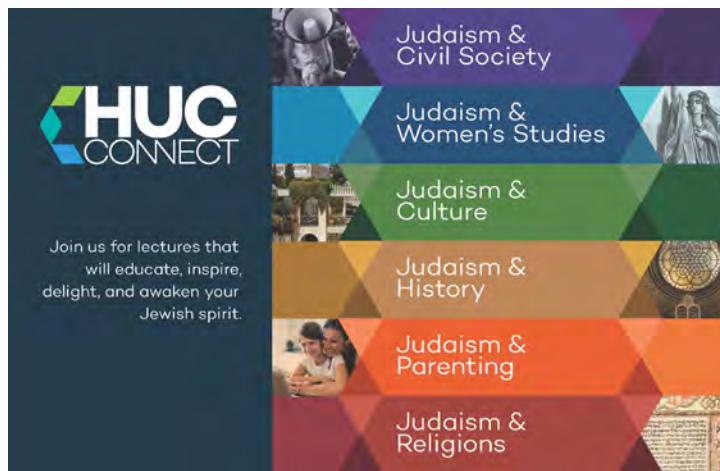 HUC
CONNECT
Join us for lectures that
will educate, inspire,
delight, and awaken your
Jewish spirit.
Judaism &
Civil Society
Judaism &
Women's Studies
Judaism &
Culture
Judaism &
History
Judaism &
Parenting
Judaism &
Religions